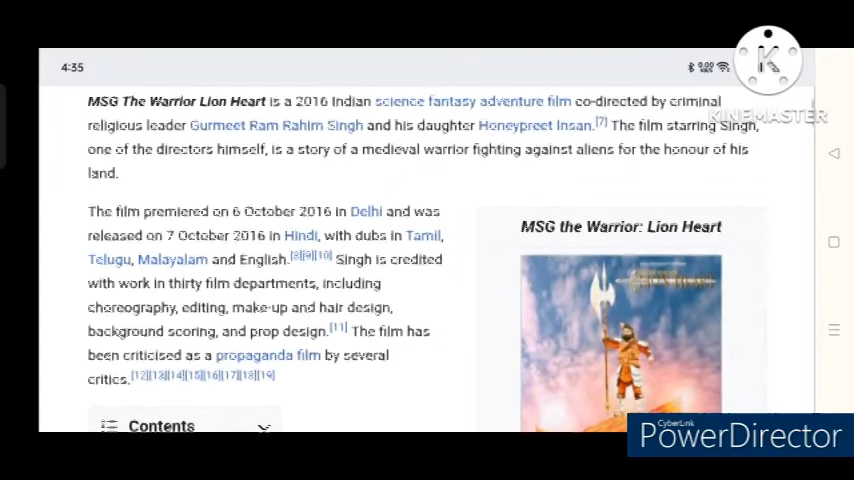 4:35
MSG The Warrior Lion Heart is a 2016 Indian science fantasy adventure film co-directed by criminal
KINEMASTER
religious leader Gurmeet Ram Rahim Singh and his daughter Honeypreet Insan.[7] The film starring Singh,
one of the directors himself, is a story of a medieval warrior fighting against aliens for the honour of his
land.
The film premiered on 6 October 2016 in Delhi and was
released on 7 October 2016 in Hindi, with dubs in Tamil,
Telugu, Malayalam and English.[8][9][10] Singh is credited
with work in thirty film departments, including
choreography, editing, make-up and hair design,
background scoring, and prop design.[11] The film has
been criticised as a propaganda film by several
critics.[12][13][14][15][16][17][18][19]
MSG the Warrior: Lion Heart
LION HEART
Contents
CyberLink
PowerDirector